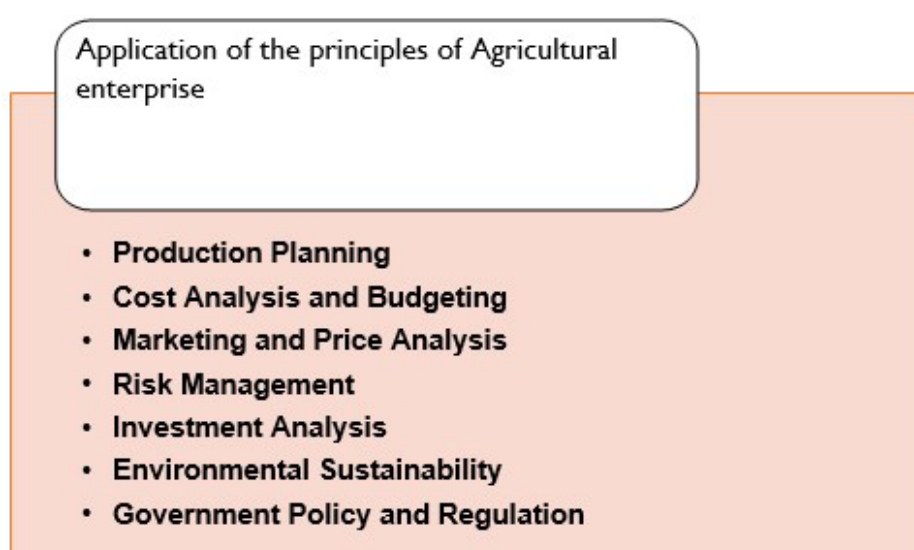 Application of the principles of Agricultural
enterprise
• Production Planning
• Cost Analysis and Budgeting
• Marketing and Price Analysis
• Risk Management
• Investment Analysis
• Environmental Sustainability
• Government Policy and Regulation